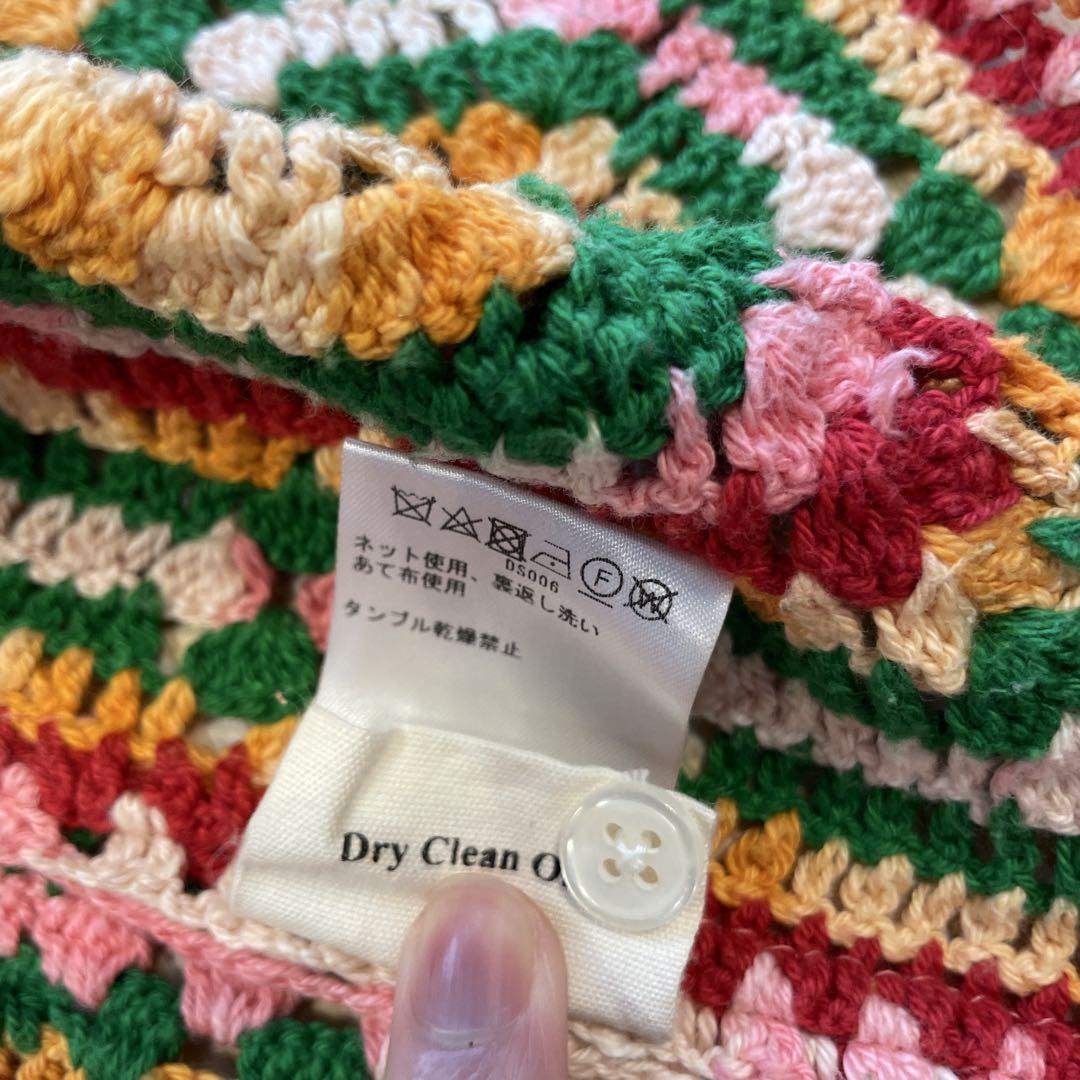 DS006
F
W
ネット使用、裏返し洗い
あて布使用
タンブル乾燥禁止
Dry Clean